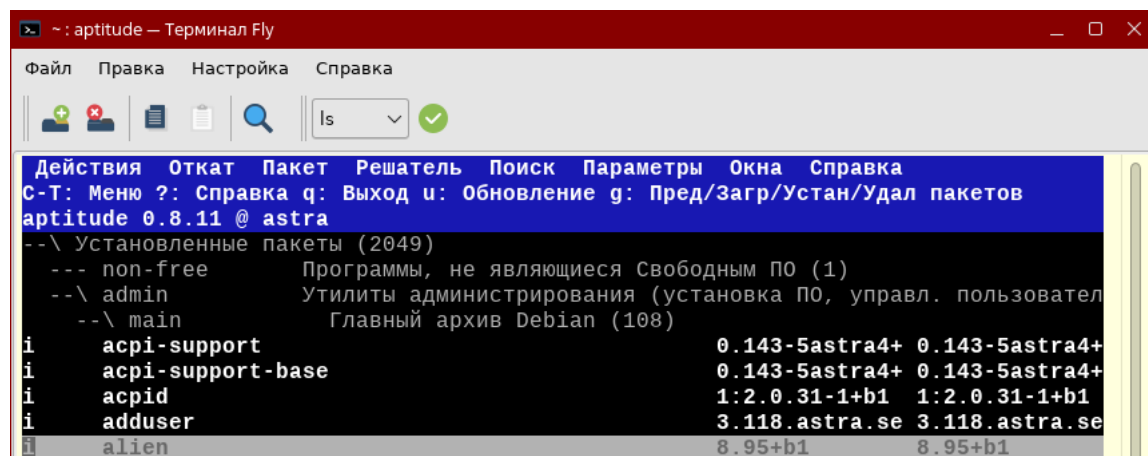 ~ : aptitude — Терминал Fly
Файл Правка Настройка Справка
ls
Действия Откат Пакет Решатель Поиск Параметры Окна Справка
C-T: Меню ?: Справка q: Выход u: Обновление g: Пред/Загр/Устан/Удал пакетов
aptitude 0.8.11 @ astra
--\ Установленные пакеты (2049)
--- non-free Программы, не являющиеся Свободным ПО (1)
--\ admin Утилиты администрирования (установка ПО, управл. пользовател
--\ main Главный архив Debian (108)
i acpi-support 0.143-5astra4+ 0.143-5astra4+
i acpi-support-base 0.143-5astra4+ 0.143-5astra4+
i acpid 1:2.0.31-1+b1 1:2.0.31-1+b1
i adduser 3.118.astra.se 3.118.astra.se
i alien 8.95+b1 8.95+b1